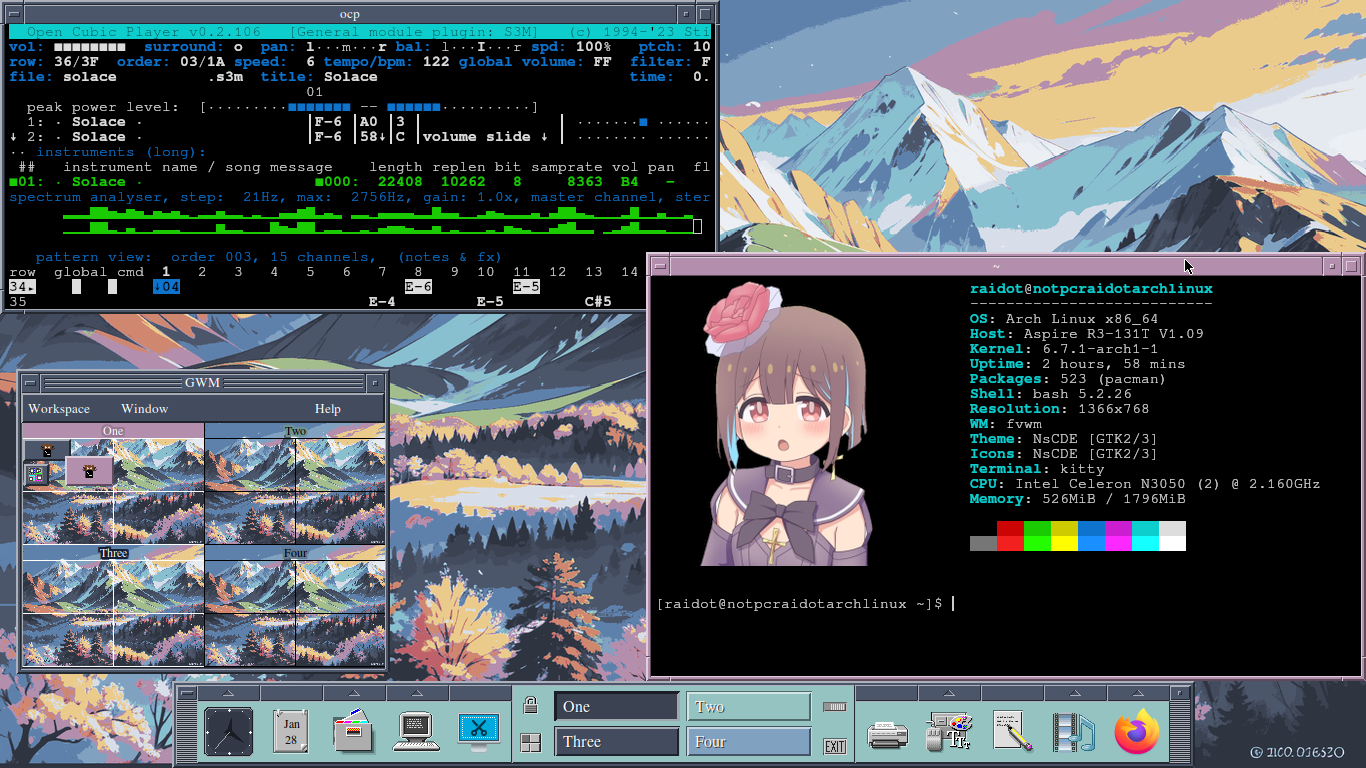 ocp
Open Cubic Player v0.2.106 [General module plugin: S3M] (c) 1994-'23 Sti
vol: ■■■■■■■■ surround: o pan: l···m···r bal: l···I···r spd: 100% ptch: 10
row: 36/3F order: 03/1A speed: 6 tempo/bpm: 122 global volume: FF filter: F
file: solace .s3m title: Solace time: 0.
01
peak power level: [··········■■■■■■■ -- ■■■■■■··········]
1: · Solace · F-6 A0 3
↓ 2: · Solace · F-6 58↓ C volume slide ↓
·· instruments (long):
## instrument name / song message length replen bit samprate vol pan fl
■01: · Solace · ■000: 22408 10262 8 8363 B4 -
spectrum analyser, step: 21Hz, max: 2756Hz, gain: 1.0x, master channel, ster
pattern view: order 003, 15 channels, (notes & fx)
row global cmd 1 2 3 4 5 6 7 8 9 10 11 12 13 14
34 ↓04 E-6 E-5
35 E-4 E-5 C#5
~
raidot@notpcraidotarchlinux
---------------------------
OS: Arch Linux x86_64
Host: Aspire R3-131T V1.09
Kernel: 6.7.1-arch1-1
Uptime: 2 hours, 58 mins
Packages: 523 (pacman)
Shell: bash 5.2.26
Resolution: 1366x768
WM: fvwm
Theme: NsCDE [GTK2/3]
Icons: NsCDE [GTK2/3]
Terminal: kitty
CPU: Intel Celeron N3050 (2) @ 2.160GHz
Memory: 526MiB / 1796MiB
[raidot@notpcraidotarchlinux ~]$
GWM
Workspace Window Help
One Two
Three Four
Jan
28
One Two
Three Four
EXIT